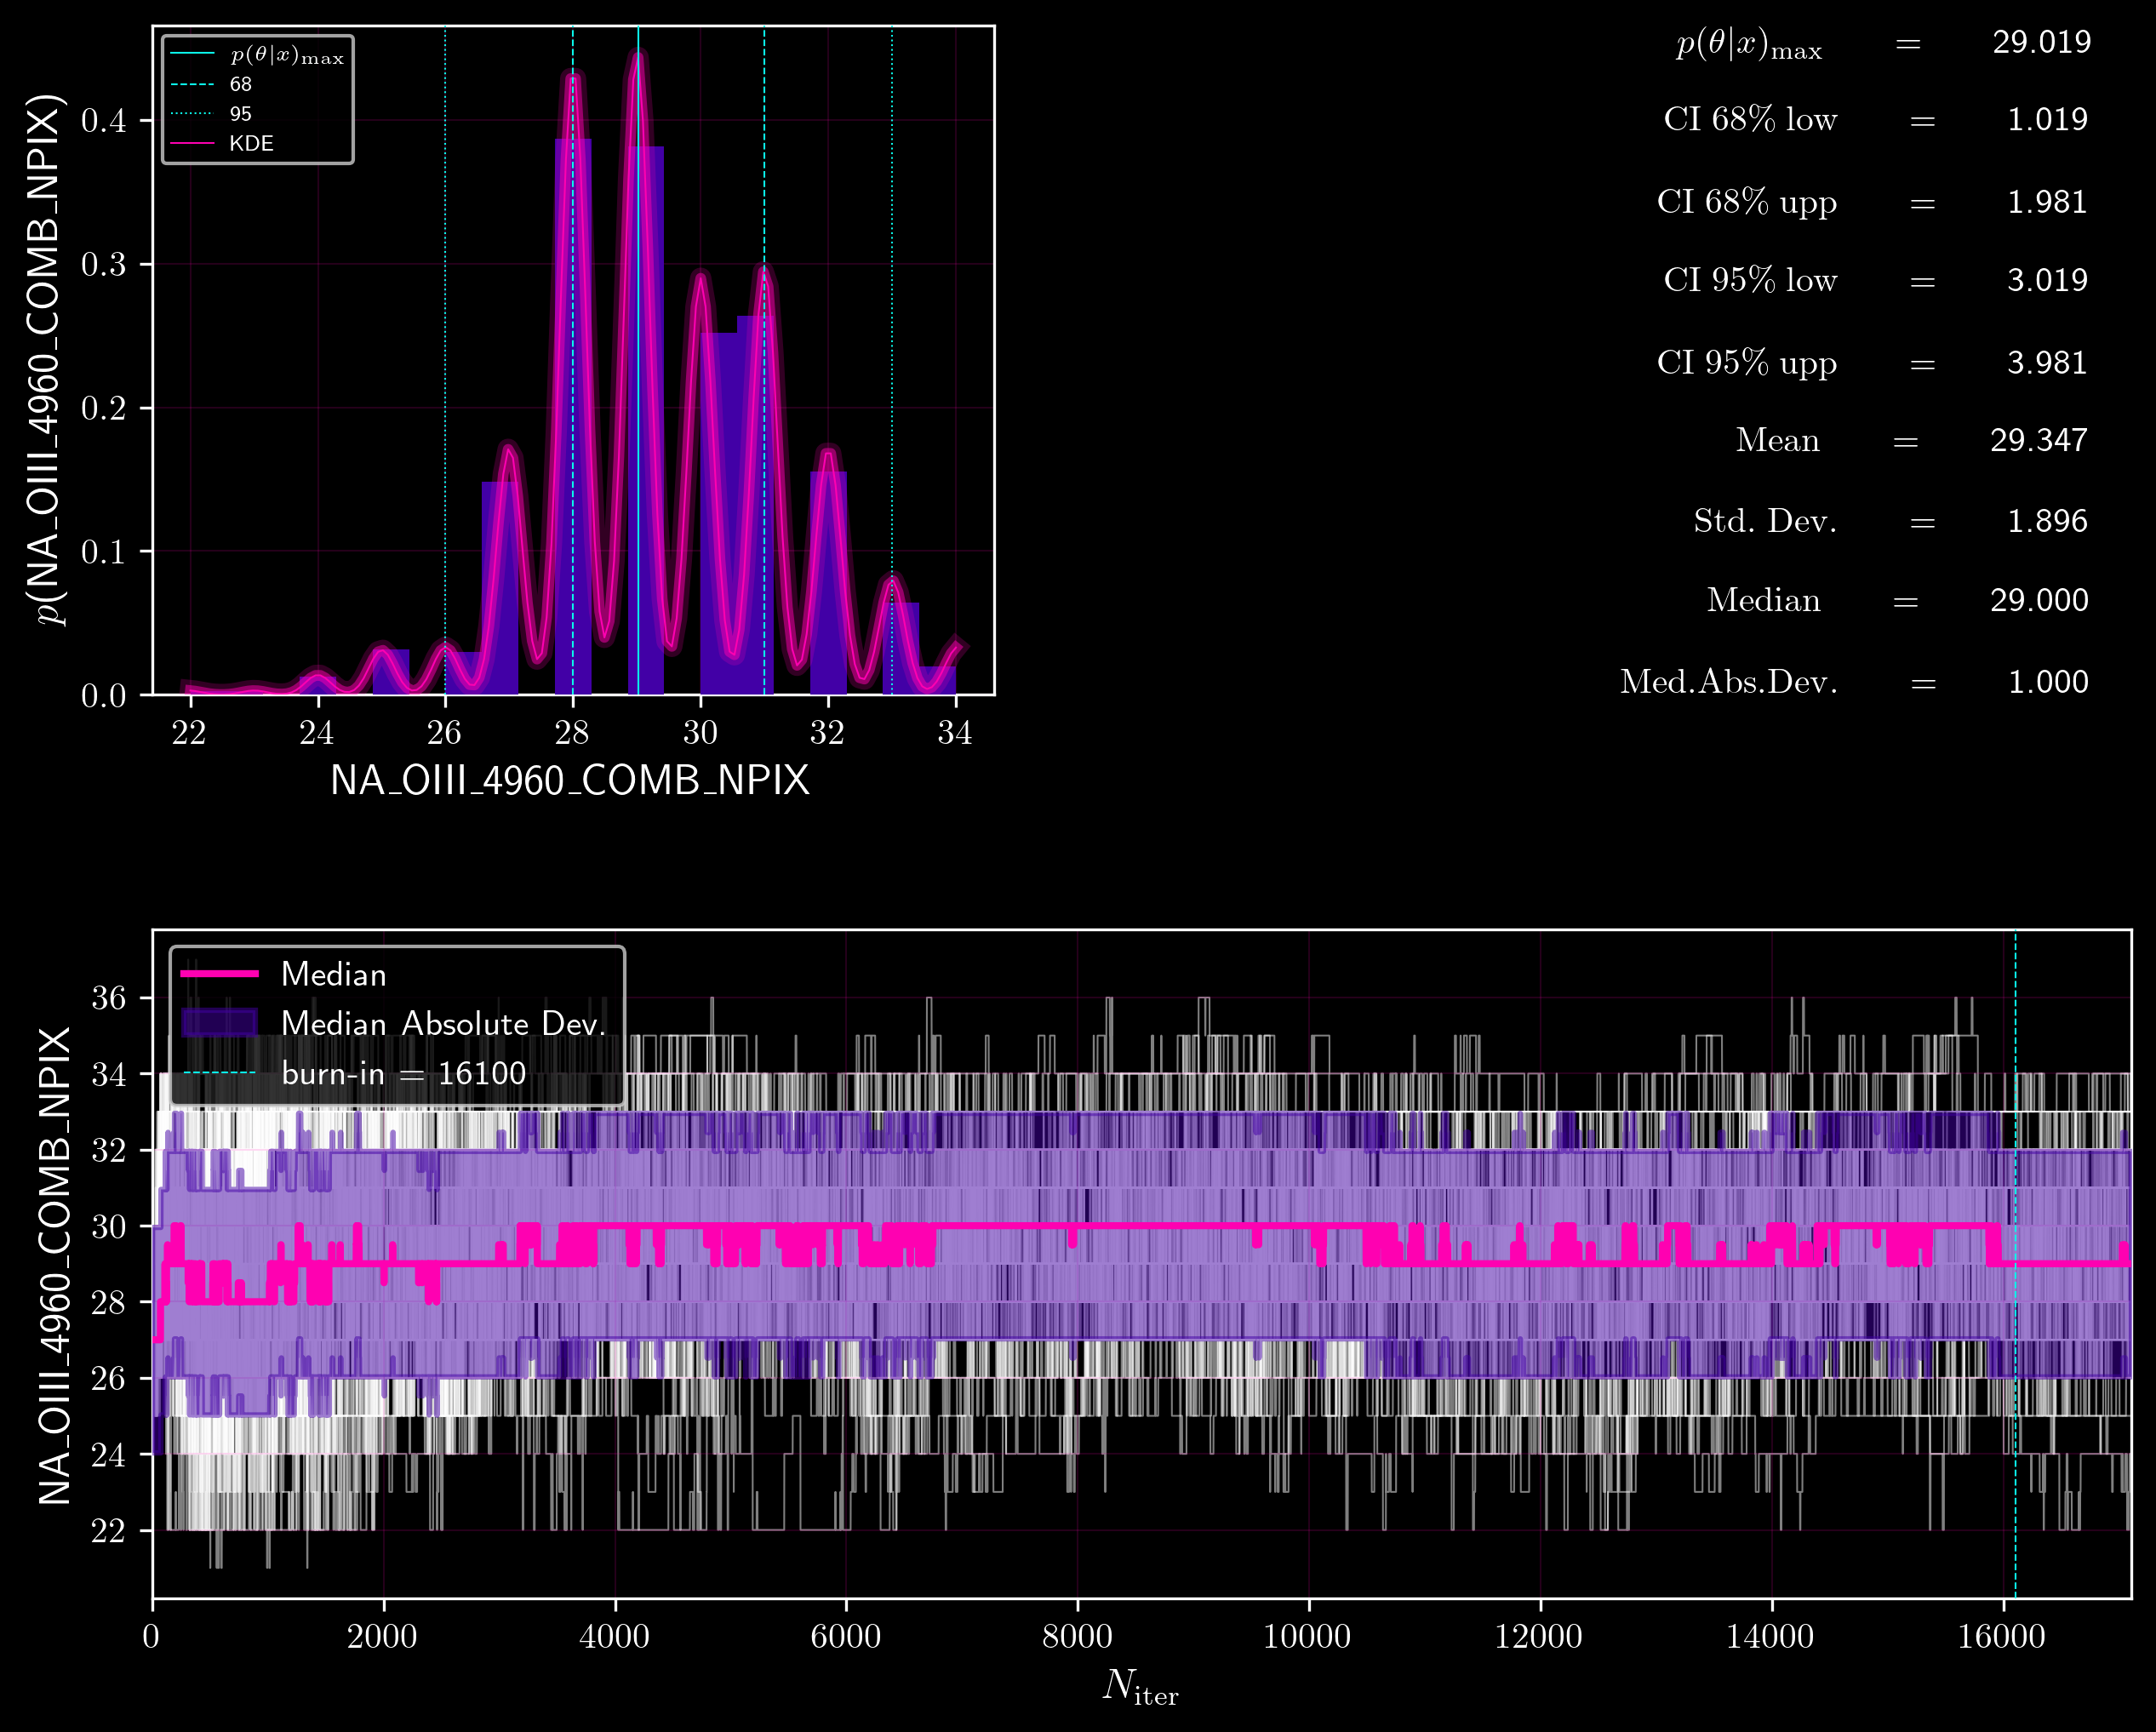 p(θ|x)max
68
95
KDE
p(NA_OIII_4960_COMB_NPIX)
0.4
0.3
0.2
0.1
0.0
22 24 26 28 30 32 34
NA_OIII_4960_COMB_NPIX
p(θ|x)max = 29.019
CI 68% low = 1.019
CI 68% upp = 1.981
CI 95% low = 3.019
CI 95% upp = 3.981
Mean = 29.347
Std. Dev. = 1.896
Median = 29.000
Med.Abs.Dev. = 1.000
Median
Median Absolute Dev.
burn-in = 16100
NA_OIII_4960_COMB_NPIX
36
34
32
30
28
26
24
22
0 2000 4000 6000 8000 10000 12000 14000 16000
Niter